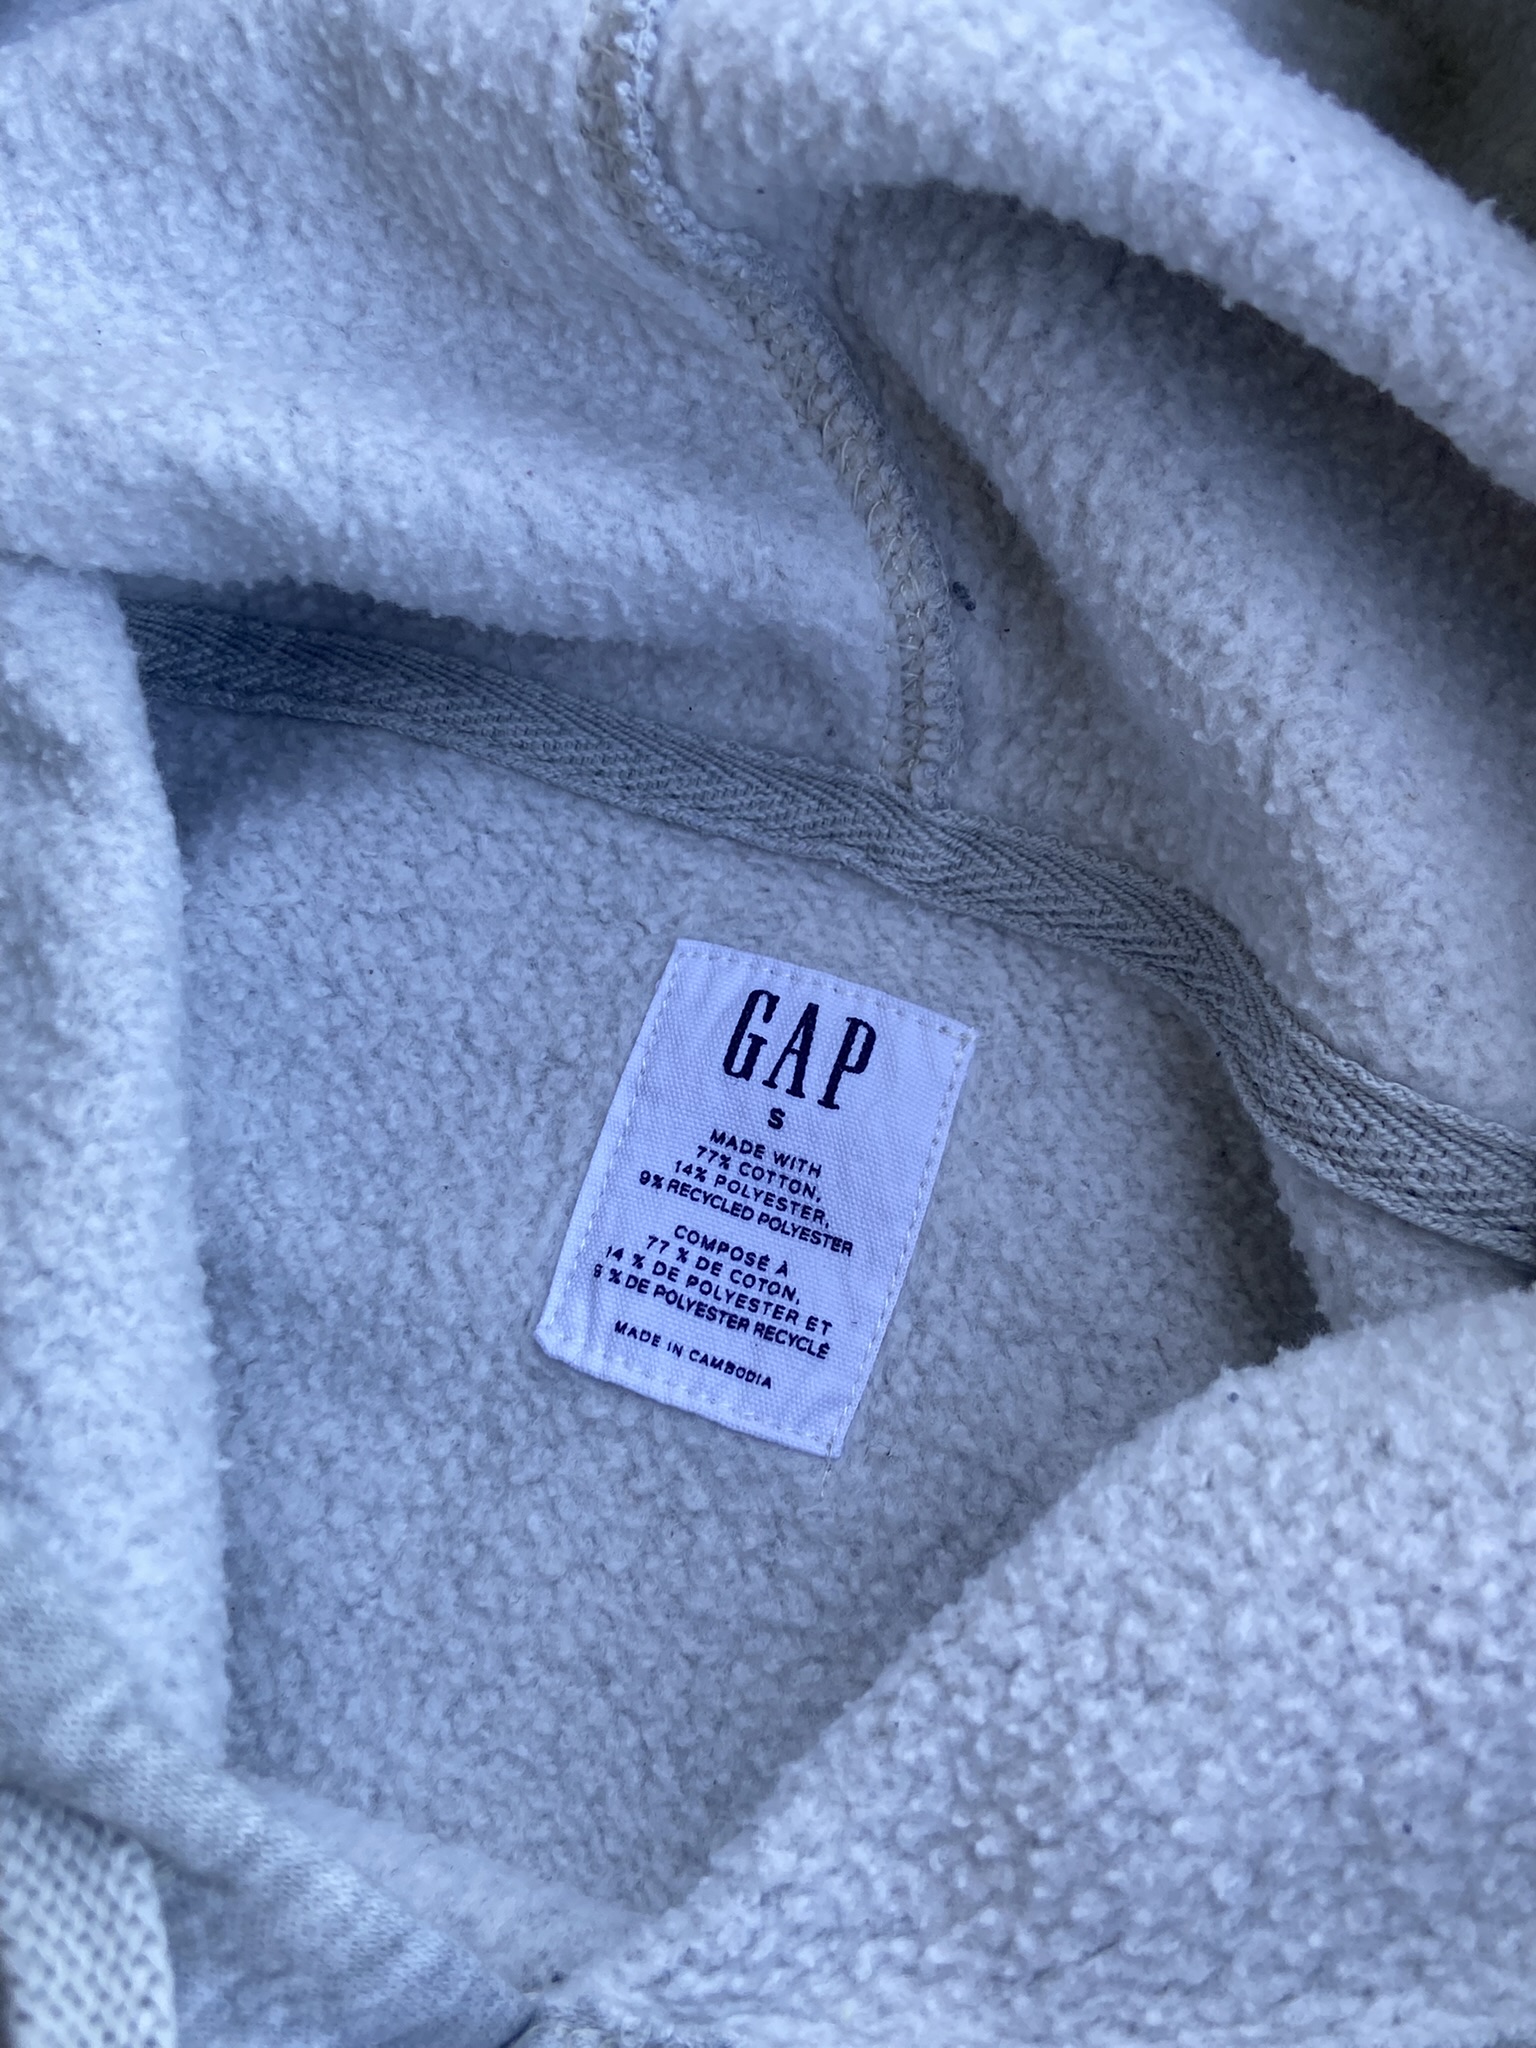 GAP
S
MADE WITH
77% COTTON,
14% POLYESTER,
9% RECYCLED POLYESTER
COMPOSÉ À
77 % DE COTON,
14 % DE POLYESTER ET
9 % DE POLYESTER RECYCLÉ
MADE IN CAMBODIA